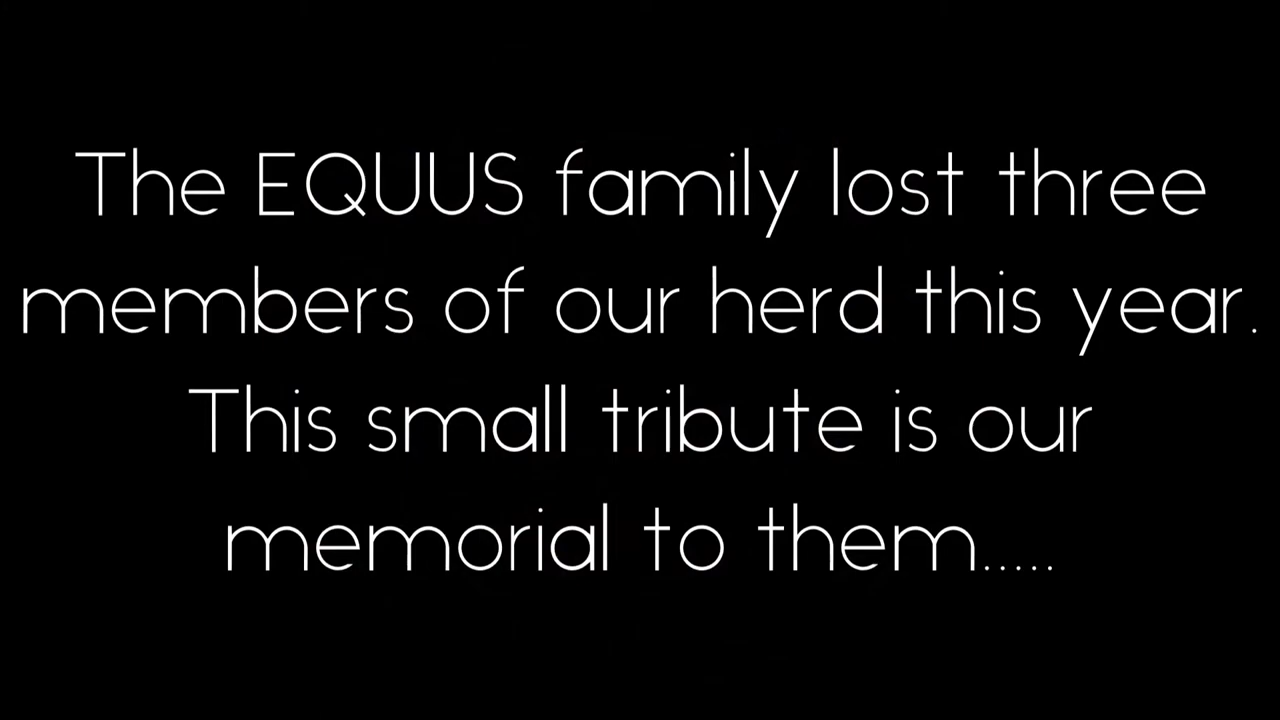 The EQUUS family lost three
members of our herd this year.
This small tribute is our
memorial to them.....